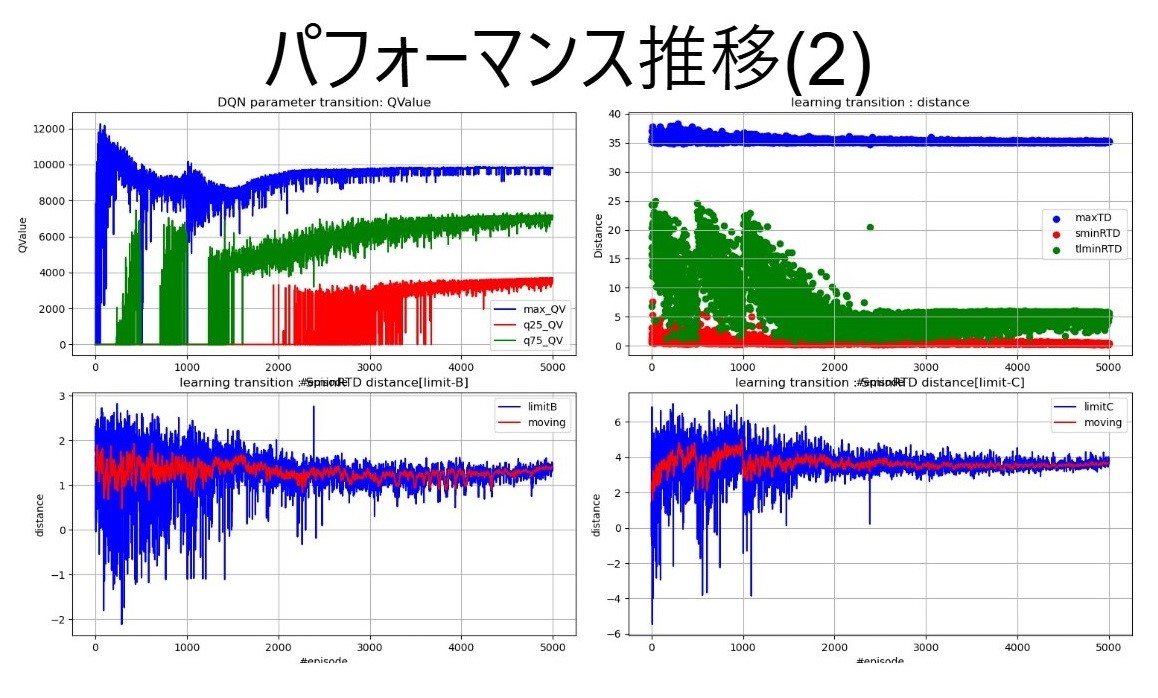 パフォーマンス推移(2)
DQN parameter transition: QValue
12000
10000
8000
6000
4000
2000
0
QValue
max_QV
q25_QV
q75_QV
0 1000 2000 3000 4000 5000
#episode
learning transition : distance
40
35
30
25
20
15
10
5
0
Distance
maxTD
sminRTD
tlminRTD
0 1000 2000 3000 4000 5000
#episode
learning transition : SminRTD distance[limit-B]
3
2
1
0
−1
−2
distance
limitB
moving
0 1000 2000 3000 4000 5000
#episode
learning transition : SminRTD distance[limit-C]
6
4
2
0
−2
−4
−6
distance
limitC
moving
0 1000 2000 3000 4000 5000
#episode